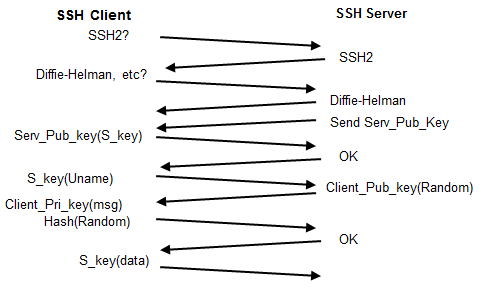 SSH Client
SSH Server
SSH2?
SSH2
Diffie-Helman, etc?
Diffie-Helman
Send Serv_Pub_Key
Serv_Pub_key(S_key)
OK
S_key(Uname)
Client_Pub_key(Random)
Client_Pri_key(msg)
Hash(Random)
OK
S_key(data)